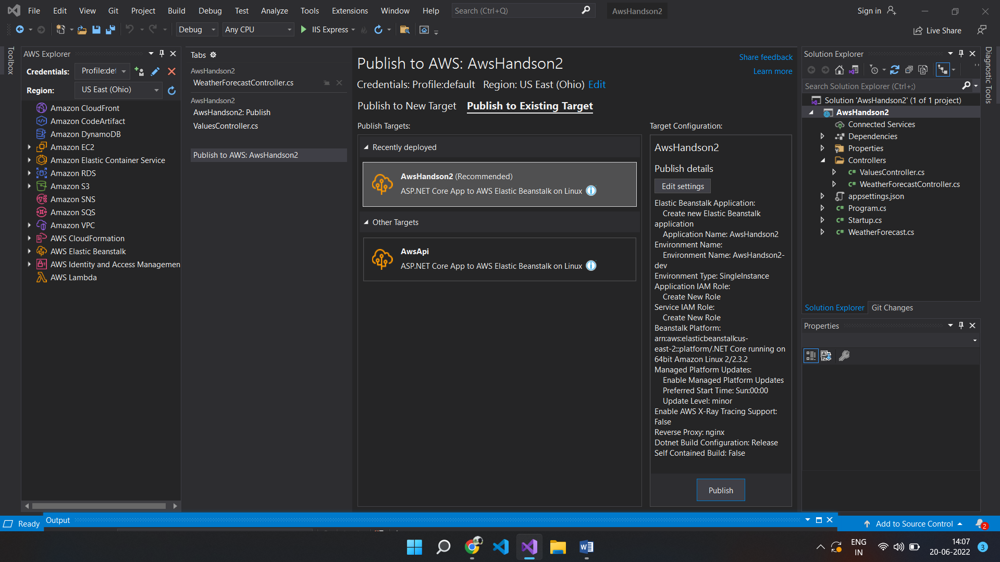 File Edit View Git Project Build Debug Test Analyze Tools Extensions Window Help Search (Ctrl+Q) AwsHandson2 Sign in
Debug Any CPU IIS Express Live Share
Toolbox
AWS Explorer
Credentials: Profile:def
Region: US East (Ohio)
Amazon CloudFront
Amazon CodeArtifact
Amazon DynamoDB
Amazon EC2
Amazon Elastic Container Service
Amazon RDS
Amazon S3
Amazon SNS
Amazon SQS
Amazon VPC
AWS CloudFormation
AWS Elastic Beanstalk
AWS Identity and Access Managemen
AWS Lambda
Tabs
AwsHandson2
WeatherForecastController.cs
AwsHandson2
AwsHandson2: Publish
ValuesController.cs
Publish to AWS: AwsHandson2
Publish to AWS: AwsHandson2
Share feedback
Learn more
Credentials: Profile:default Region: US East (Ohio) Edit
Publish to New Target Publish to Existing Target
Publish Targets:
Recently deployed
AwsHandson2 (Recommended)
ASP.NET Core App to AWS Elastic Beanstalk on Linux
Other Targets
AwsApi
ASP.NET Core App to AWS Elastic Beanstalk on Linux
Target Configuration:
AwsHandson2
Publish details
Edit settings
Elastic Beanstalk Application:
Create new Elastic Beanstalk
application
Application Name: AwsHandson2
Environment Name:
Environment Name: AwsHandson2-
dev
Environment Type: SingleInstance
Application IAM Role:
Create New Role
Service IAM Role:
Create New Role
Beanstalk Platform:
arn:aws:elasticbeanstalk:us-
east-2::platform/.NET Core running on
64bit Amazon Linux 2/2.3.2
Managed Platform Updates:
Enable Managed Platform Updates
Preferred Start Time: Sun:00:00
Update Level: minor
Enable AWS X-Ray Tracing Support:
False
Reverse Proxy: nginx
Dotnet Build Configuration: Release
Self Contained Build: False
Publish
Solution Explorer
Search Solution Explorer (Ctrl+;)
Solution 'AwsHandson2' (1 of 1 project)
AwsHandson2
Connected Services
Dependencies
Properties
Controllers
ValuesController.cs
WeatherForecastController.cs
appsettings.json
Program.cs
Startup.cs
WeatherForecast.cs
Solution Explorer Git Changes
Properties
Diagnostic Tools
Ready Output Add to Source Control 2
ENG
IN
14:07
20-06-2022
3